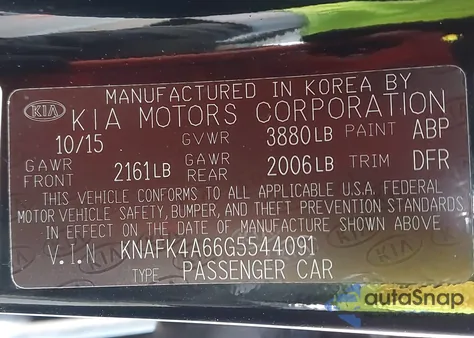 MANUFACTURED IN KOREA BY
KIA KIA MOTORS CORPORATION
10/15 GVWR 3880LB PAINT ABP
GAWR FRONT 2161LB GAWR REAR 2006LB TRIM DFR
THIS VEHICLE CONFORMS TO ALL APPLICABLE U.S.A. FEDERAL
MOTOR VEHICLE SAFETY, BUMPER, AND THEFT PREVENTION STANDARDS
IN EFFECT ON THE DATE OF MANUFACTURE SHOWN ABOVE
V.I.N. KNAFK4A66G5544091
TYPE PASSENGER CAR
autoSnap